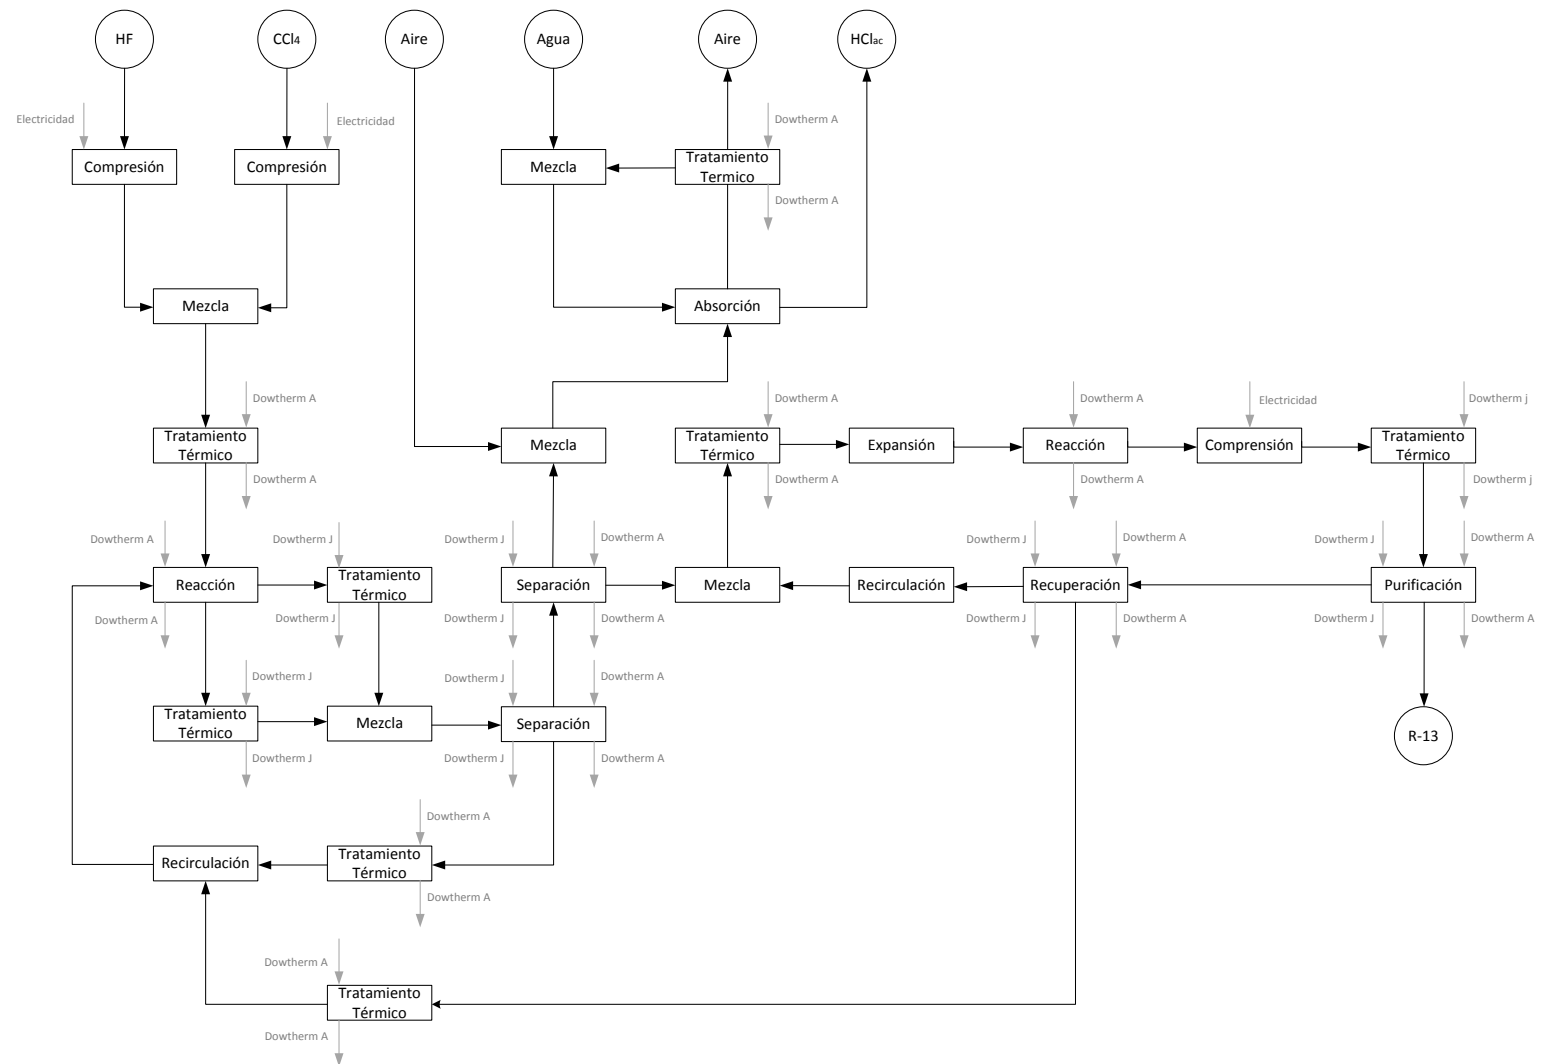 HF
CCl4
Aire
Agua
Aire
HClac
Electricidad
Electricidad
Dowtherm A
Compresión
Compresión
Mezcla
Tratamiento
Termico
Dowtherm A
Mezcla
Absorción
Dowtherm A
Dowtherm A
Dowtherm A
Electricidad
Dowtherm j
Tratamiento
Térmico
Mezcla
Tratamiento
Térmico
Expansión
Reacción
Comprensión
Tratamiento
Térmico
Dowtherm A
Dowtherm A
Dowtherm A
Dowtherm j
Dowtherm A
Dowtherm J
Dowtherm J
Dowtherm A
Dowtherm J
Dowtherm A
Dowtherm J
Dowtherm A
Reacción
Tratamiento
Térmico
Separación
Mezcla
Recirculación
Recuperación
Purificación
Dowtherm A
Dowtherm J
Dowtherm J
Dowtherm A
Dowtherm J
Dowtherm A
Dowtherm J
Dowtherm A
Dowtherm J
Dowtherm J
Dowtherm A
Tratamiento
Térmico
Mezcla
Separación
R-13
Dowtherm J
Dowtherm J
Dowtherm A
Dowtherm A
Recirculación
Tratamiento
Térmico
Dowtherm A
Dowtherm A
Tratamiento
Térmico
Dowtherm A